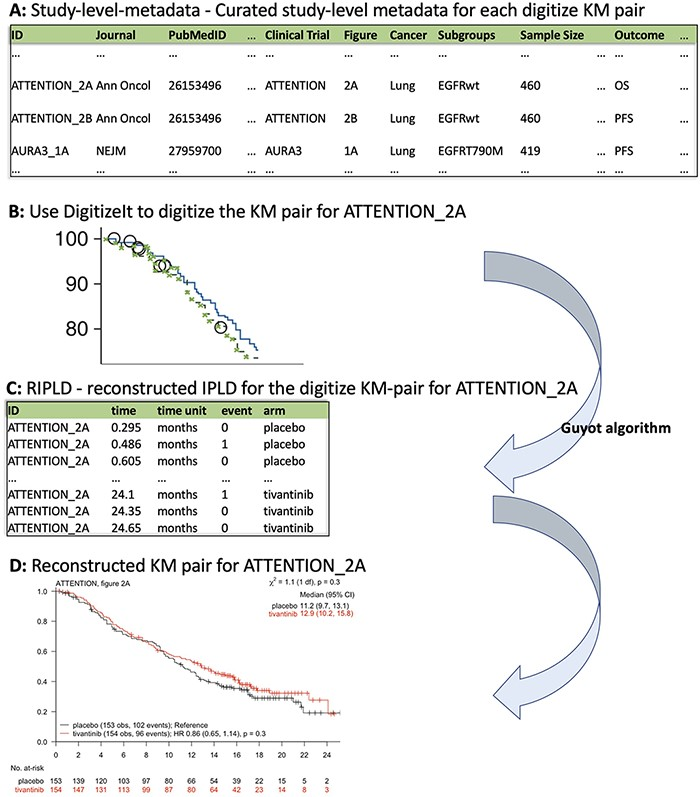 A: Study-level-metadata - Curated study-level metadata for each digitize KM pair
ID Journal PubMedID ... Clinical Trial Figure Cancer Subgroups Sample Size Outcome ...
... ... ... ... ... ... ... ... ... ...
ATTENTION_2A Ann Oncol 26153496 ... ATTENTION 2A Lung EGFRwt 460 ... OS ...
ATTENTION_2B Ann Oncol 26153496 ... ATTENTION 2B Lung EGFRwt 460 ... PFS ...
AURA3_1A NEJM 27959700 ... AURA3 1A Lung EGFRT790M 419 ... PFS ...
... ... ... ... ... ... ... ... ... ... ...
B: Use DigitizeIt to digitize the KM pair for ATTENTION_2A
100
90
80
C: RIPLD - reconstructed IPLD for the digitize KM-pair for ATTENTION_2A
ID time time unit event arm
ATTENTION_2A 0.295 months 0 placebo
ATTENTION_2A 0.486 months 1 placebo
ATTENTION_2A 0.605 months 0 placebo
... ... ... ... ...
ATTENTION_2A 24.1 months 1 tivantinib
ATTENTION_2A 24.35 months 0 tivantinib
ATTENTION_2A 24.65 months 0 tivantinib
Guyot algorithm
D: Reconstructed KM pair for ATTENTION_2A
ATTENTION, figure 2A
χ² = 1.1 (1 df), p = 0.3
Median (95% CI)
placebo 11.2 (9.7, 13.1)
tivantinib 12.9 (10.2, 15.8)
1.0
0.8
0.6
0.4
0.2
0.0
placebo (153 obs, 102 events); Reference
tivantinib (154 obs, 96 events); HR 0.86 (0.65, 1.14), p = 0.3
0 2 4 6 8 10 12 14 16 18 20 22 24
No. at-risk
placebo 153 139 120 103 97 80 66 54 39 22 15 5 2
tivantinib 154 147 131 113 99 87 80 64 42 23 14 8 3